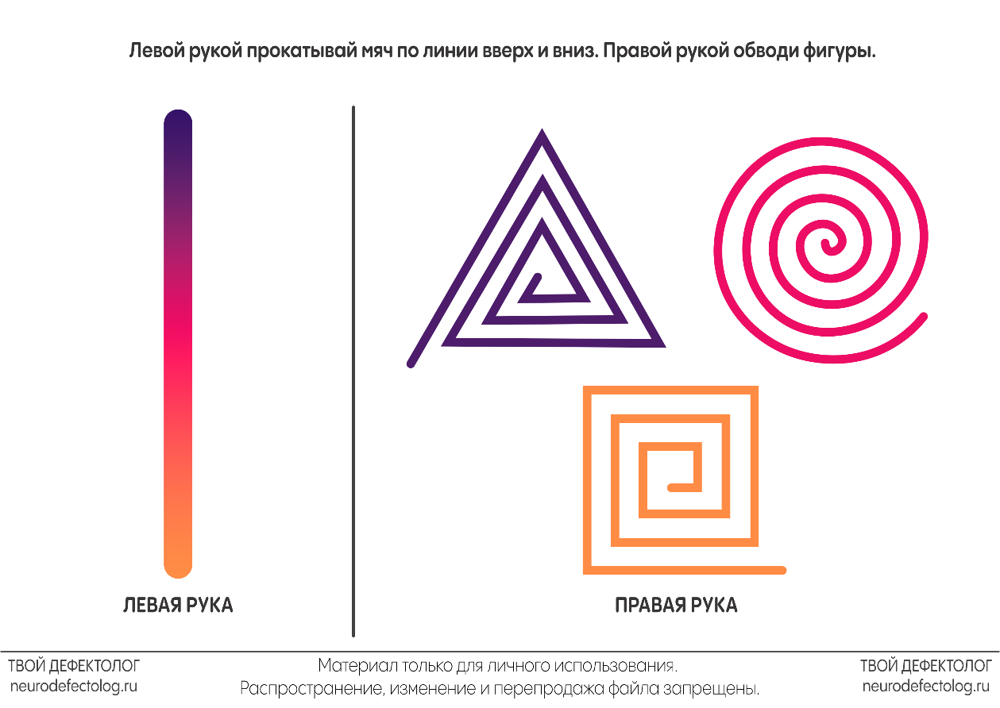 Левой рукой прокатывай мяч по линии вверх и вниз. Правой рукой обводи фигуры.
ЛЕВАЯ РУКА
ПРАВАЯ РУКА
ТВОЙ ДЕФЕКТОЛОГ
neurodefectolog.ru
Материал только для личного использования.
Распространение, изменение и перепродажа файла запрещены.
ТВОЙ ДЕФЕКТОЛОГ
neurodefectolog.ru